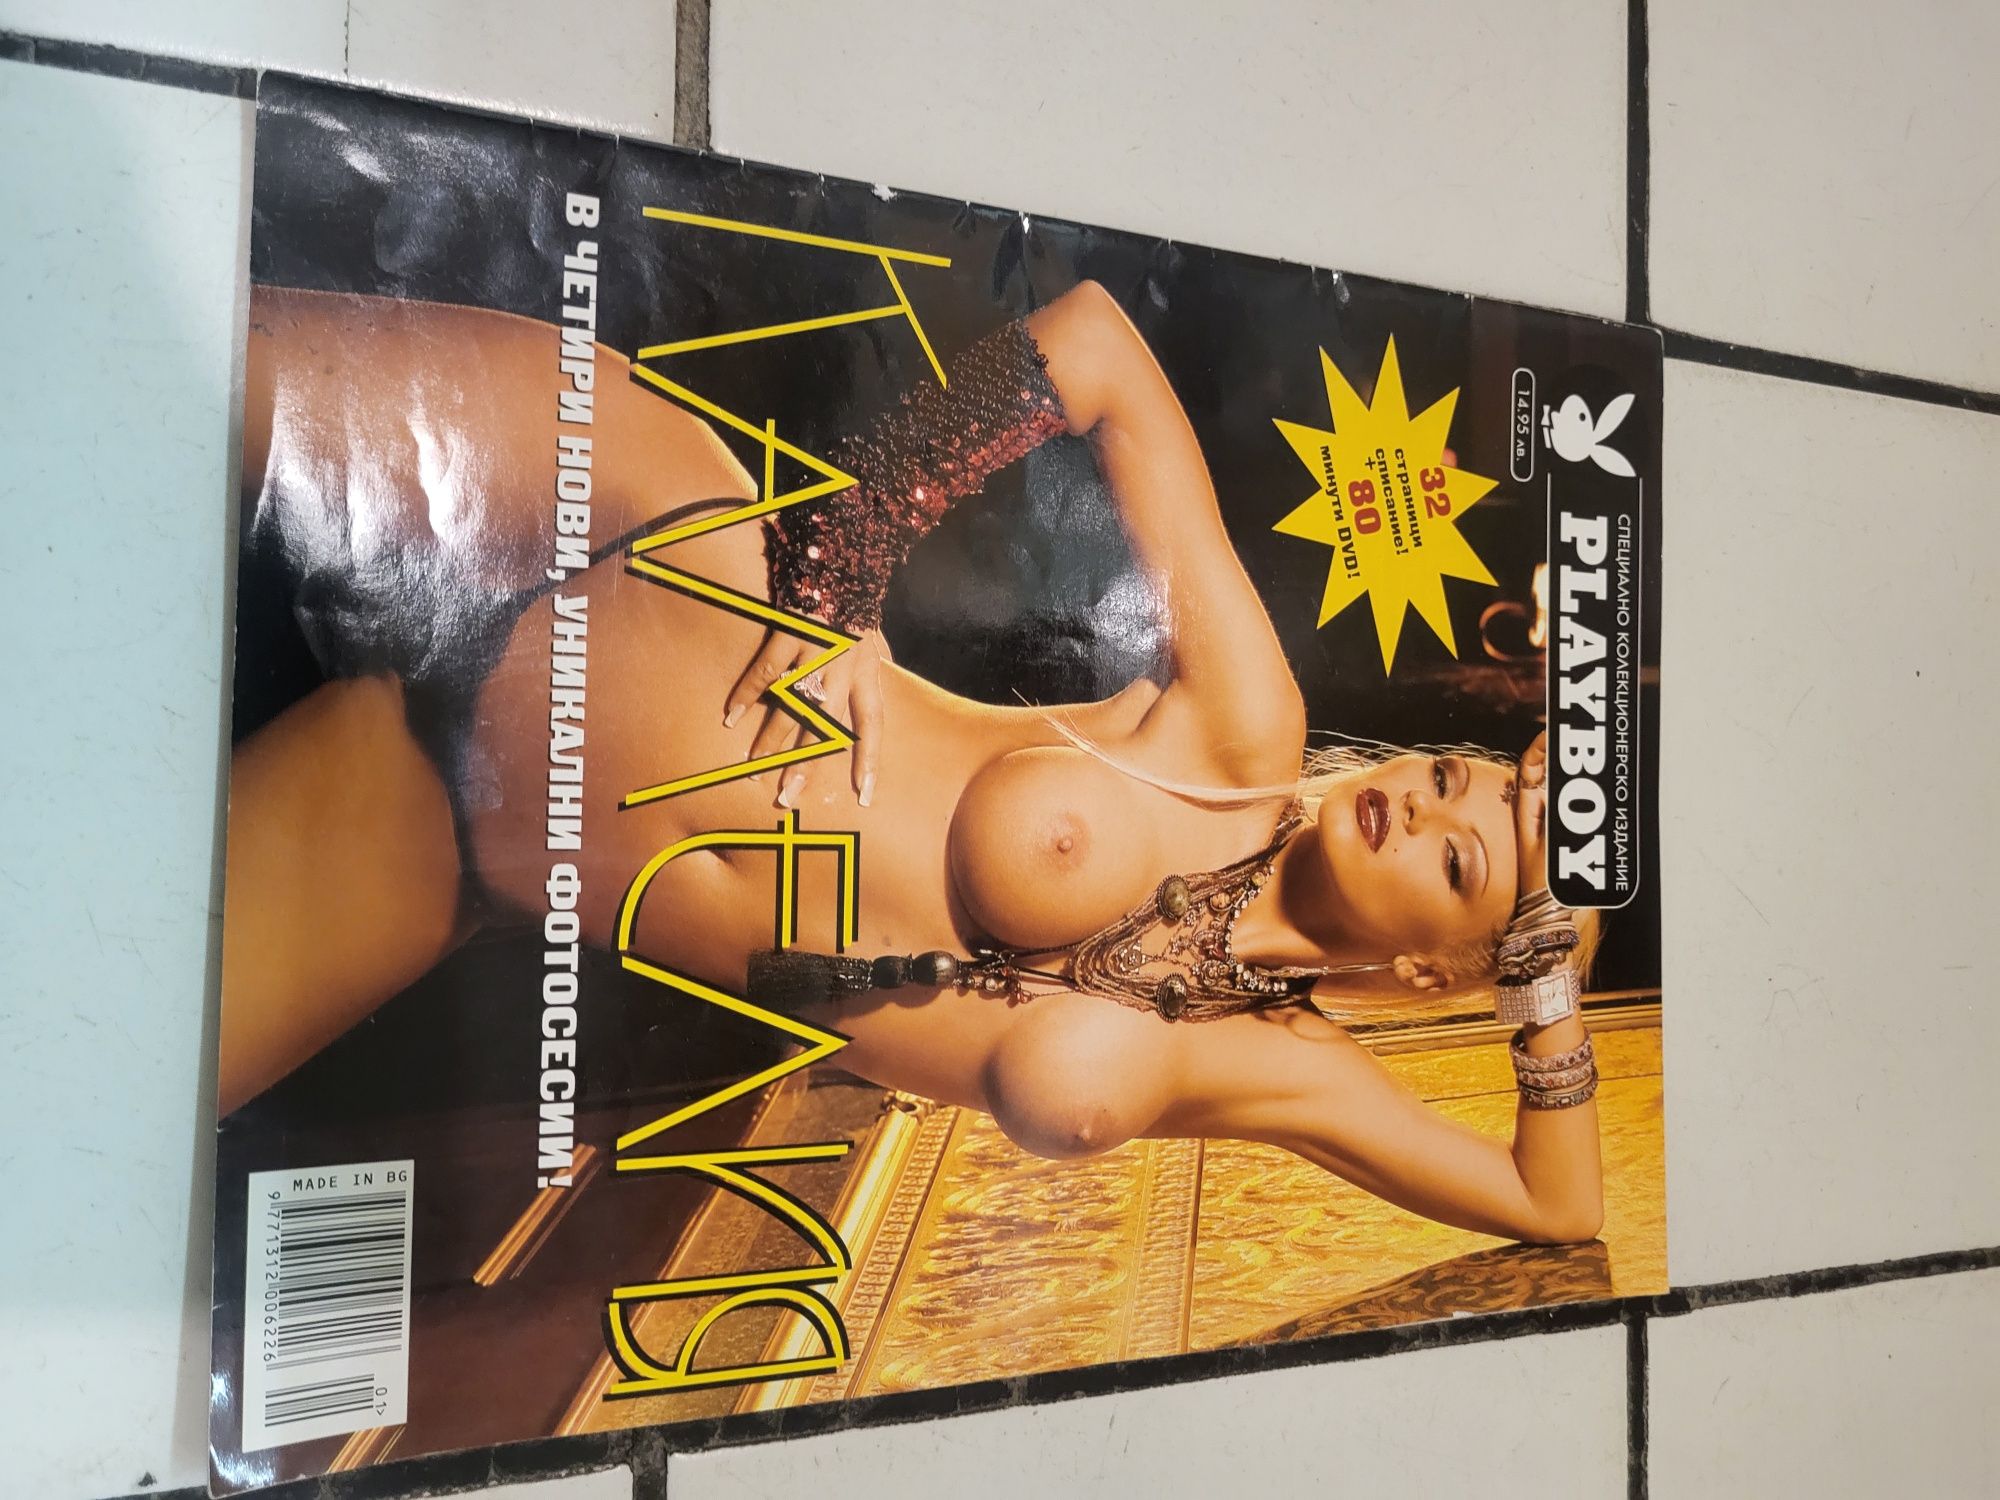 СПЕЦИАЛНО КОЛЕКЦИОНЕРСКО ИЗДАНИЕ
PLAYBOY
14.95 лв.
32
страници
списание!
+ 80
минути DVD!
КАМЕЛИЯ
В ЧЕТИРИ НОВИ, УНИКАЛНИ ФОТОСЕСИИ!
MADE IN BG
01>
9 771312 006226